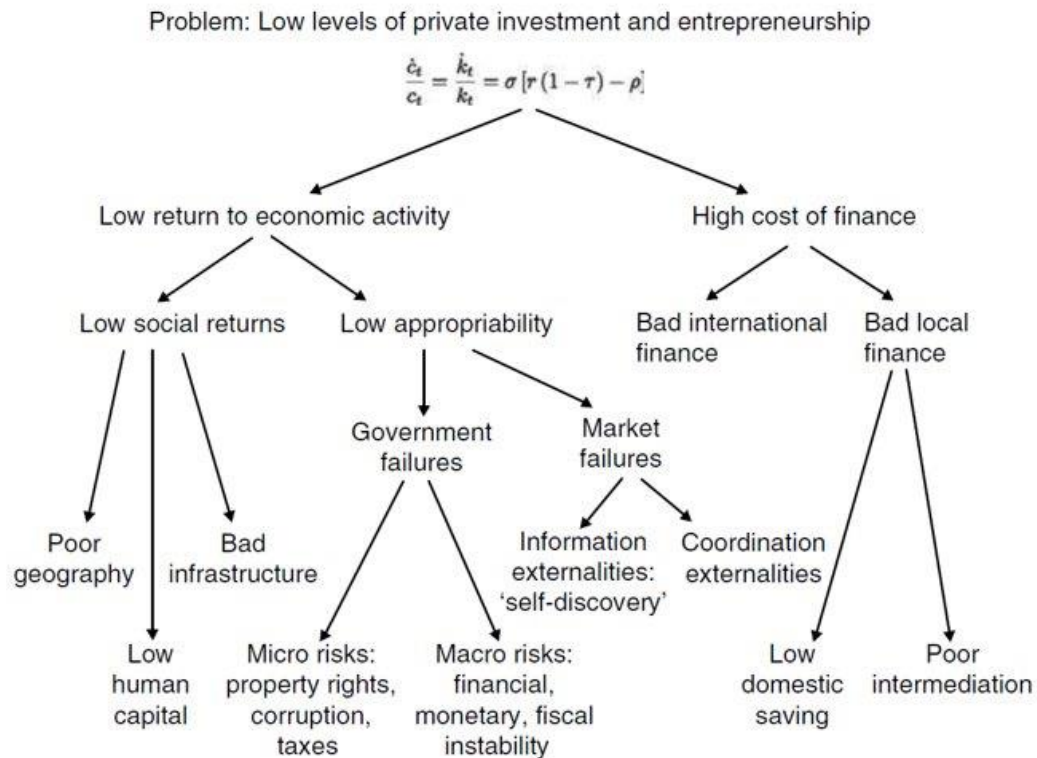 Problem: Low levels of private investment and entrepreneurship
ċₜ/cₜ = k̇ₜ/kₜ = σ [r (1 − τ) − ρ]
Low return to economic activity
High cost of finance
Low social returns
Low appropriability
Bad international
finance
Bad local
finance
Government
failures
Market
failures
Poor
geography
Bad
infrastructure
Information
externalities:
‘self-discovery’
Coordination
externalities
Low
human
capital
Micro risks:
property rights,
corruption,
taxes
Macro risks:
financial,
monetary, fiscal
instability
Low
domestic
saving
Poor
intermediation